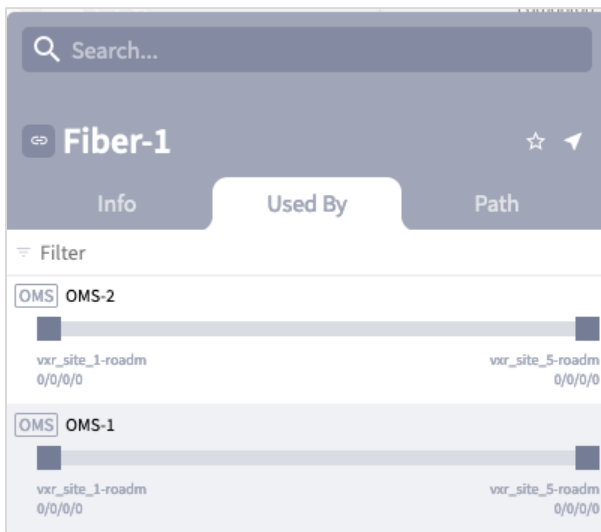 Search...
Fiber-1
Info Used By Path
Filter
OMS OMS-2
vxr_site_1-roadm vxr_site_5-roadm
0/0/0/0 0/0/0/0
OMS OMS-1
vxr_site_1-roadm vxr_site_5-roadm
0/0/0/0 0/0/0/0